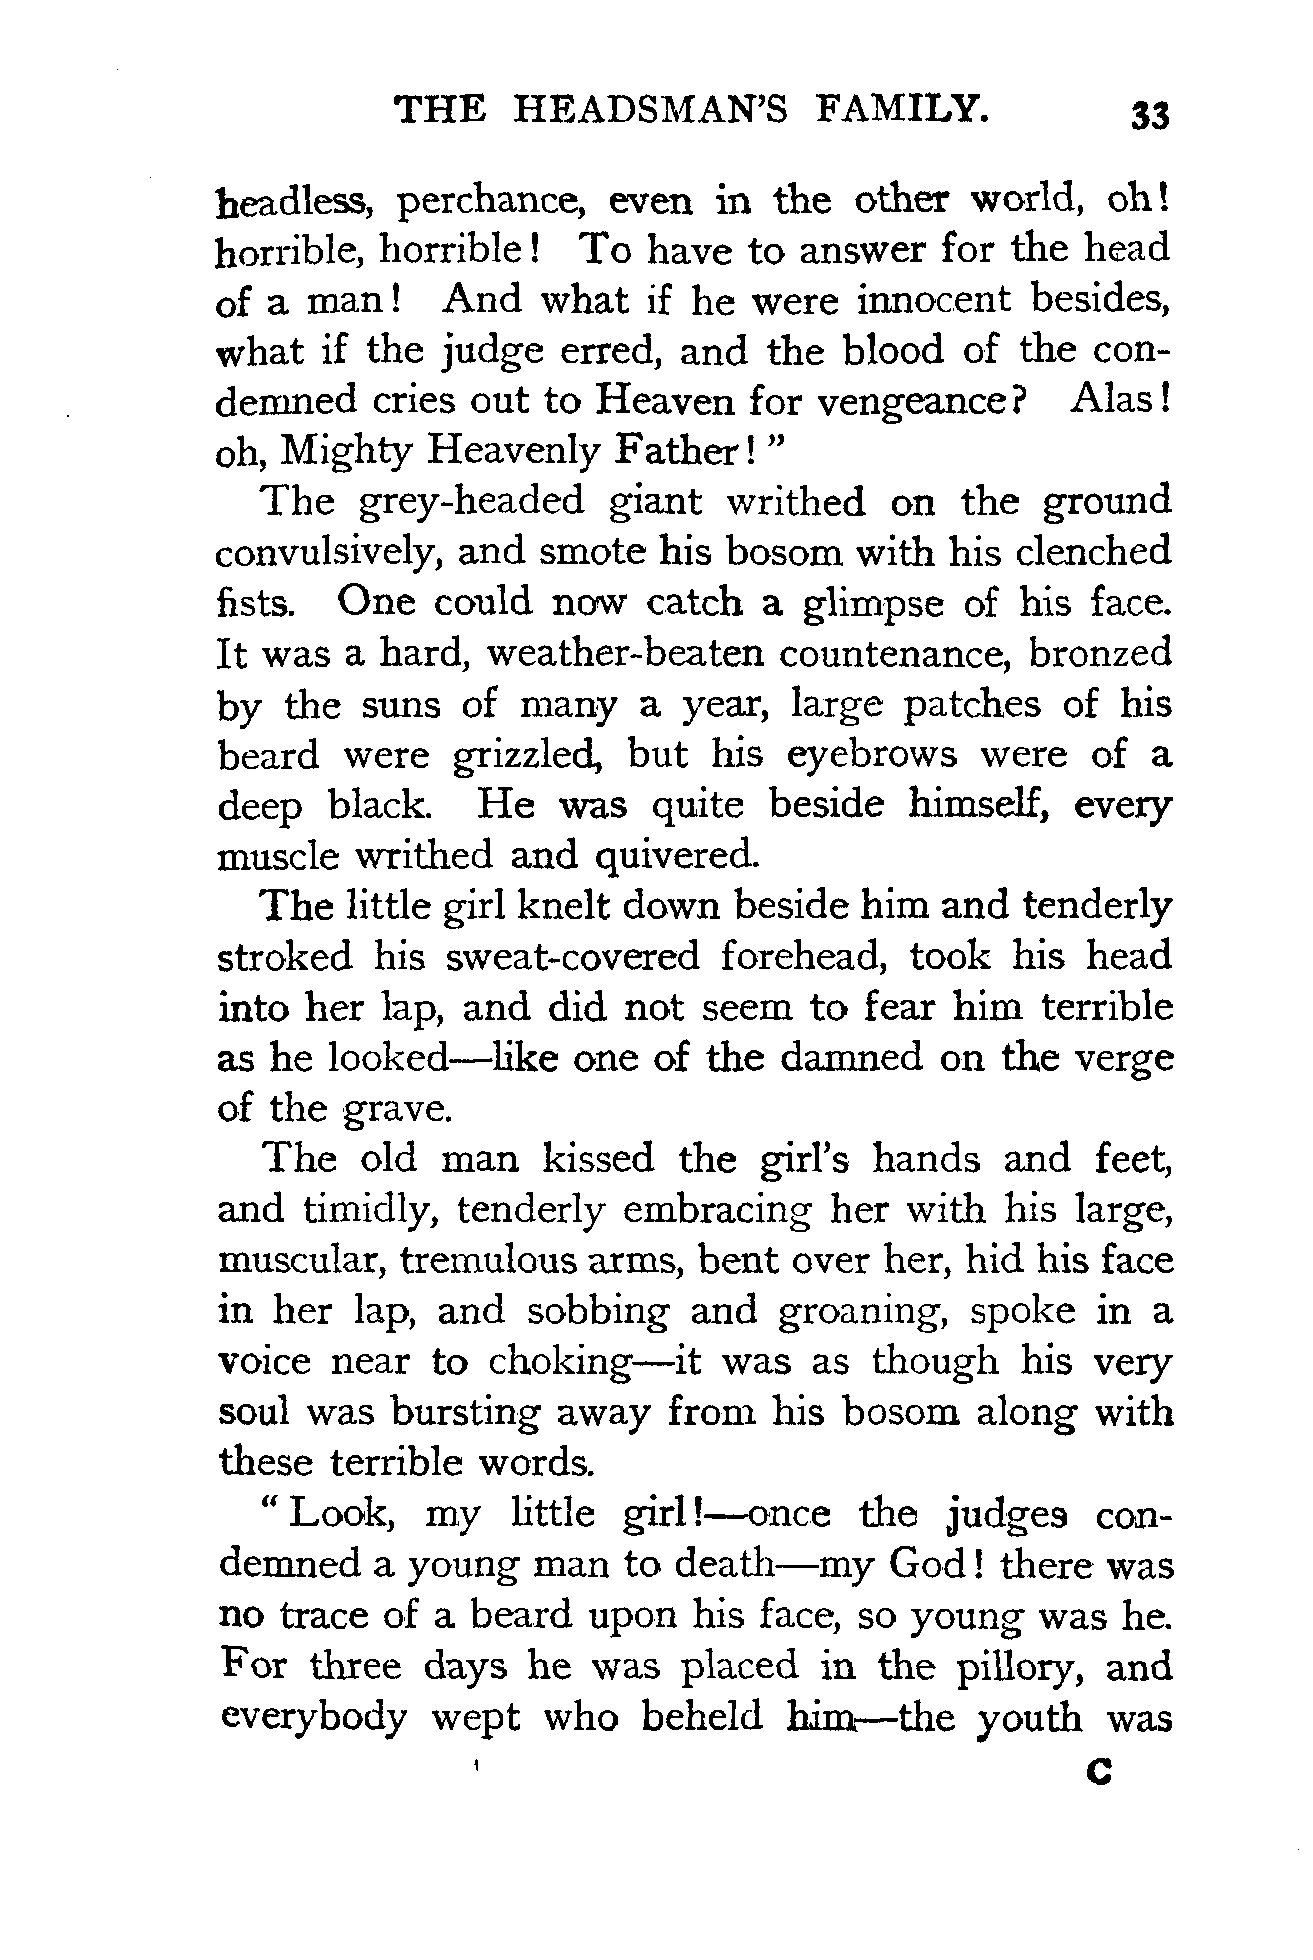 THE HEADSMAN'S FAMILY. 33
headless, perchance, even in the other world, oh!
horrible, horrible! To have to answer for the head
of a man! And what if he were innocent besides,
what if the judge erred, and the blood of the con-
demned cries out to Heaven for vengeance? Alas!
oh, Mighty Heavenly Father!"
The grey-headed giant writhed on the ground
convulsively, and smote his bosom with his clenched
fists. One could now catch a glimpse of his face.
It was a hard, weather-beaten countenance, bronzed
by the suns of many a year, large patches of his
beard were grizzled, but his eyebrows were of a
deep black. He was quite beside himself, every
muscle writhed and quivered.
The little girl knelt down beside him and tenderly
stroked his sweat-covered forehead, took his head
into her lap, and did not seem to fear him terrible
as he looked—like one of the damned on the verge
of the grave.
The old man kissed the girl's hands and feet,
and timidly, tenderly embracing her with his large,
muscular, tremulous arms, bent over her, hid his face
in her lap, and sobbing and groaning, spoke in a
voice near to choking—it was as though his very
soul was bursting away from his bosom along with
these terrible words.
"Look, my little girl!—once the judges con-
demned a young man to death—my God! there was
no trace of a beard upon his face, so young was he.
For three days he was placed in the pillory, and
everybody wept who beheld him—the youth was
C